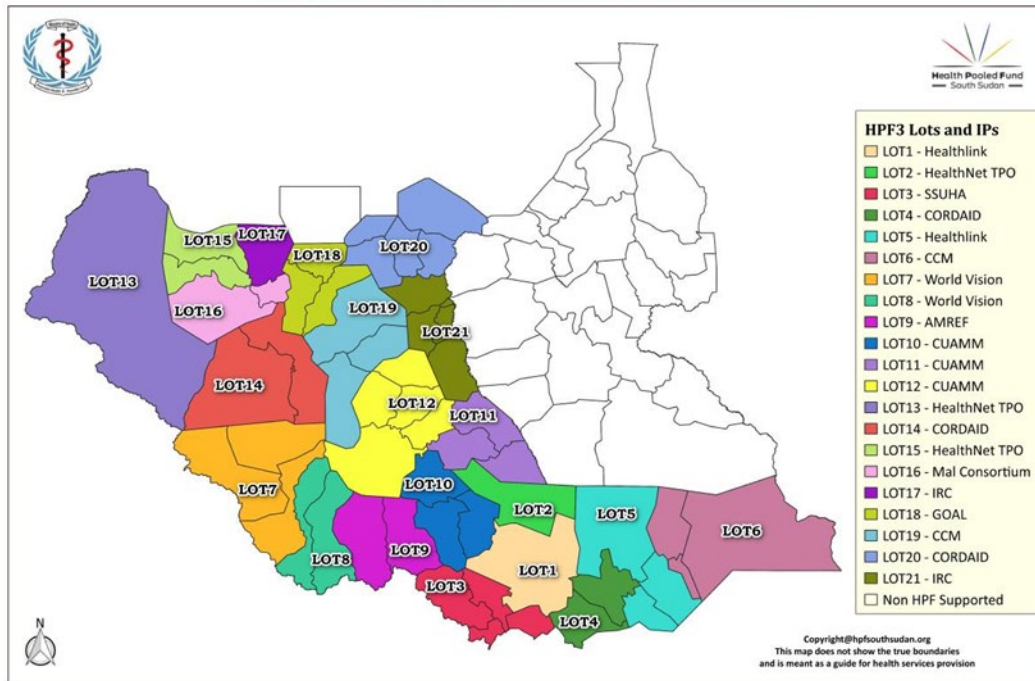 Health Pooled Fund
South Sudan
HPF3 Lots and IPs
LOT1 - Healthlink
LOT2 - HealthNet TPO
LOT3 - SSUHA
LOT4 - CORDAID
LOT5 - Healthlink
LOT6 - CCM
LOT7 - World Vision
LOT8 - World Vision
LOT9 - AMREF
LOT10 - CUAMM
LOT11 - CUAMM
LOT12 - CUAMM
LOT13 - HealthNet TPO
LOT14 - CORDAID
LOT15 - HealthNet TPO
LOT16 - Mal Consortium
LOT17 - IRC
LOT18 - GOAL
LOT19 - CCM
LOT20 - CORDAID
LOT21 - IRC
Non HPF Supported
LOT15
LOT17
LOT18
LOT20
LOT13
LOT16
LOT19
LOT21
LOT14
LOT12
LOT11
LOT7
LOT10
LOT2
LOT5
LOT6
LOT8
LOT9
LOT1
LOT3
LOT4
N
Copyright@hpfsouthsudan.org
This map does not show the true boundaries
and is meant as a guide for health services provision